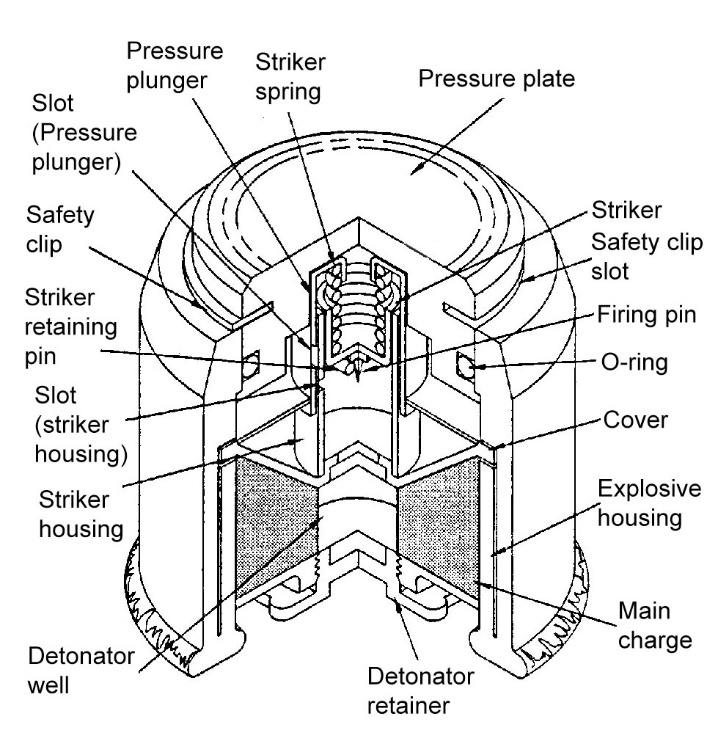 Pressure
plunger
Striker
spring
Pressure plate
Slot
(Pressure
plunger)
Safety
clip
Striker
Safety clip
slot
Striker
retaining
pin
Firing pin
O-ring
Slot
(striker
housing)
Cover
Striker
housing
Explosive
housing
Main
charge
Detonator
well
Detonator
retainer